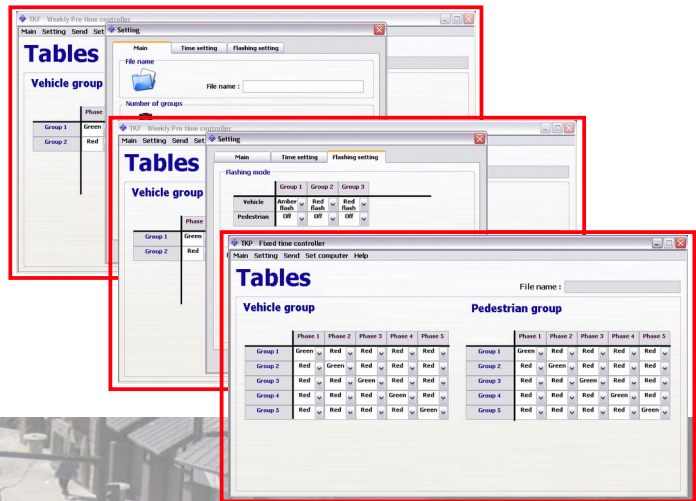 TKF Weekly Pre time controller
Main Setting Send Set
Tables
Vehicle group
Phase
Group 1 Green
Group 2 Red
Setting
Main Time setting Flashing setting
File name
File name :
Number of groups
TKF Weekly Pre time controller
Main Setting Send Set
Tables
Vehicle group
Phase
Group 1 Green
Group 2 Red
Setting
Main Time setting Flashing setting
Flashing mode
Group 1 Group 2 Group 3
Vehicle Amber flash Red flash Red flash
Pedestrian Off Off Off
TKP Fixed time controller
Main Setting Send Set computer Help
Tables
File name :
Vehicle group
Phase 1 Phase 2 Phase 3 Phase 4 Phase 5
Group 1 Green Red Red Red Red
Group 2 Red Green Red Red Red
Group 3 Red Red Green Red Red
Group 4 Red Red Red Green Red
Group 5 Red Red Red Red Green
Pedestrian group
Phase 1 Phase 2 Phase 3 Phase 4 Phase 5
Group 1 Green Red Red Red Red
Group 2 Red Green Red Red Red
Group 3 Red Red Green Red Red
Group 4 Red Red Red Green Red
Group 5 Red Red Red Red Green